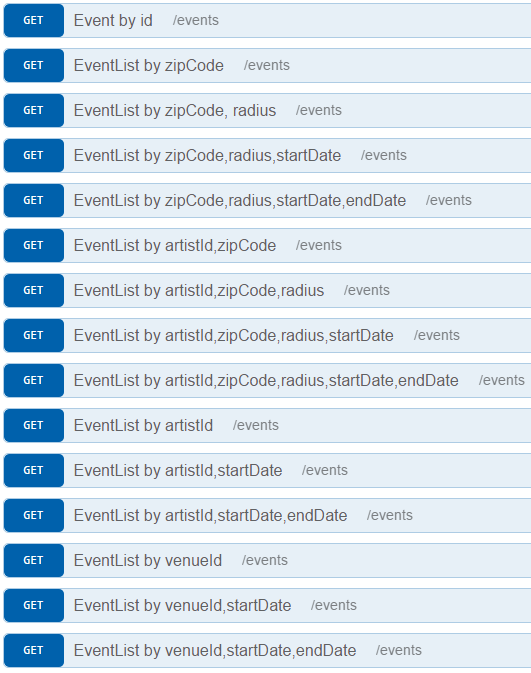 GET Event by id /events
GET EventList by zipCode /events
GET EventList by zipCode, radius /events
GET EventList by zipCode,radius,startDate /events
GET EventList by zipCode,radius,startDate,endDate /events
GET EventList by artistId,zipCode /events
GET EventList by artistId,zipCode,radius /events
GET EventList by artistId,zipCode,radius,startDate /events
GET EventList by artistId,zipCode,radius,startDate,endDate /events
GET EventList by artistId /events
GET EventList by artistId,startDate /events
GET EventList by artistId,startDate,endDate /events
GET EventList by venueId /events
GET EventList by venueId,startDate /events
GET EventList by venueId,startDate,endDate /events